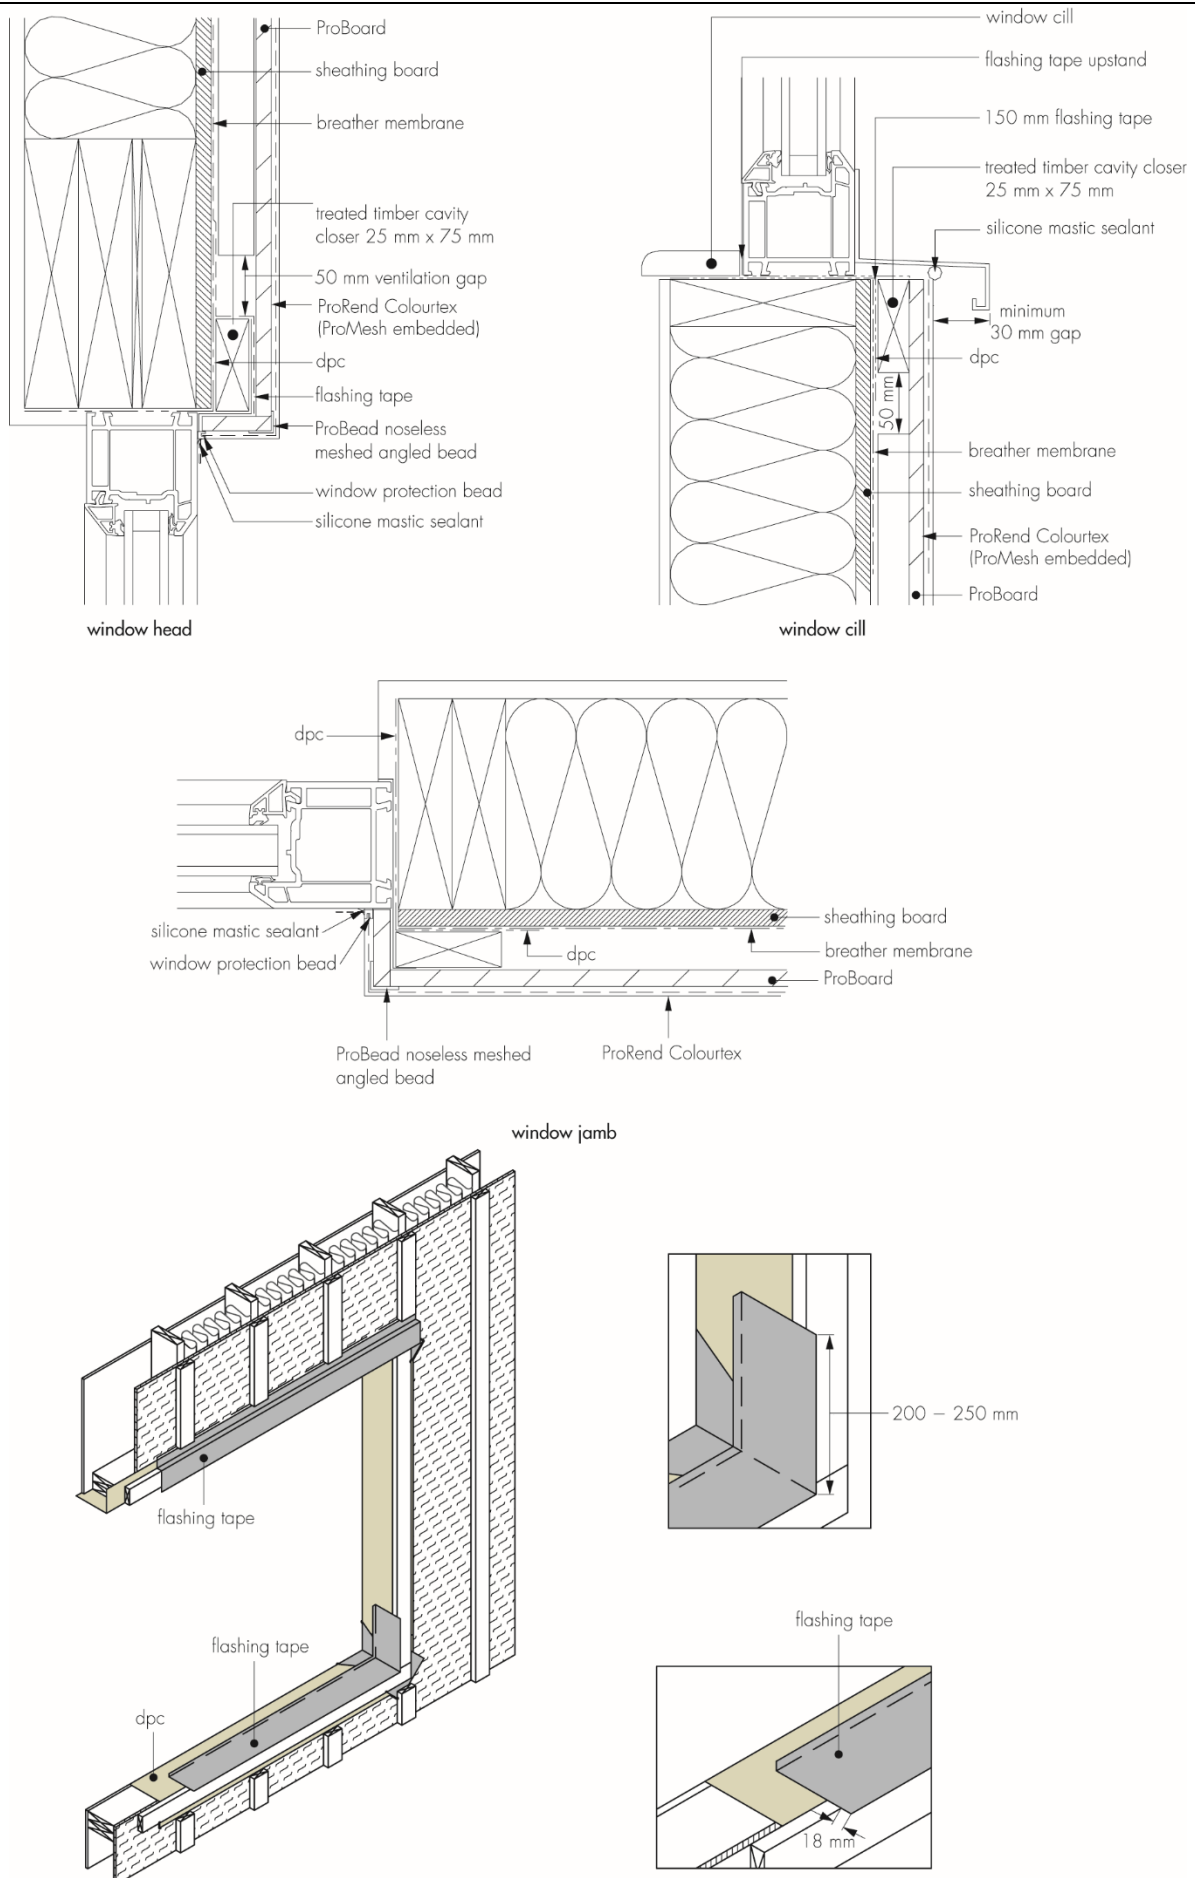 ProBoard
sheathing board
breather membrane
treated timber cavity
closer 25 mm x 75 mm
50 mm ventilation gap
ProRend Colourtex
(ProMesh embedded)
dpc
flashing tape
ProBead noseless
meshed angled bead
window protection bead
silicone mastic sealant
window head
window cill
flashing tape upstand
150 mm flashing tape
treated timber cavity closer
25 mm x 75 mm
silicone mastic sealant
minimum
30 mm gap
dpc
50 mm
breather membrane
sheathing board
ProRend Colourtex
(ProMesh embedded)
ProBoard
window cill
dpc
silicone mastic sealant
window protection bead
sheathing board
breather membrane
dpc
ProBoard
ProBead noseless meshed
angled bead
ProRend Colourtex
window jamb
flashing tape
flashing tape
dpc
200 – 250 mm
flashing tape
18 mm